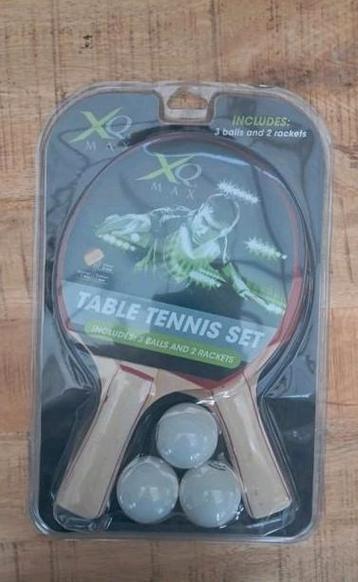 XQ
MAX
INCLUDES:
3 balls and 2 rackets
XQ
MAX
TABLE TENNIS SET
INCLUDES: 3 BALLS AND 2 RACKETS